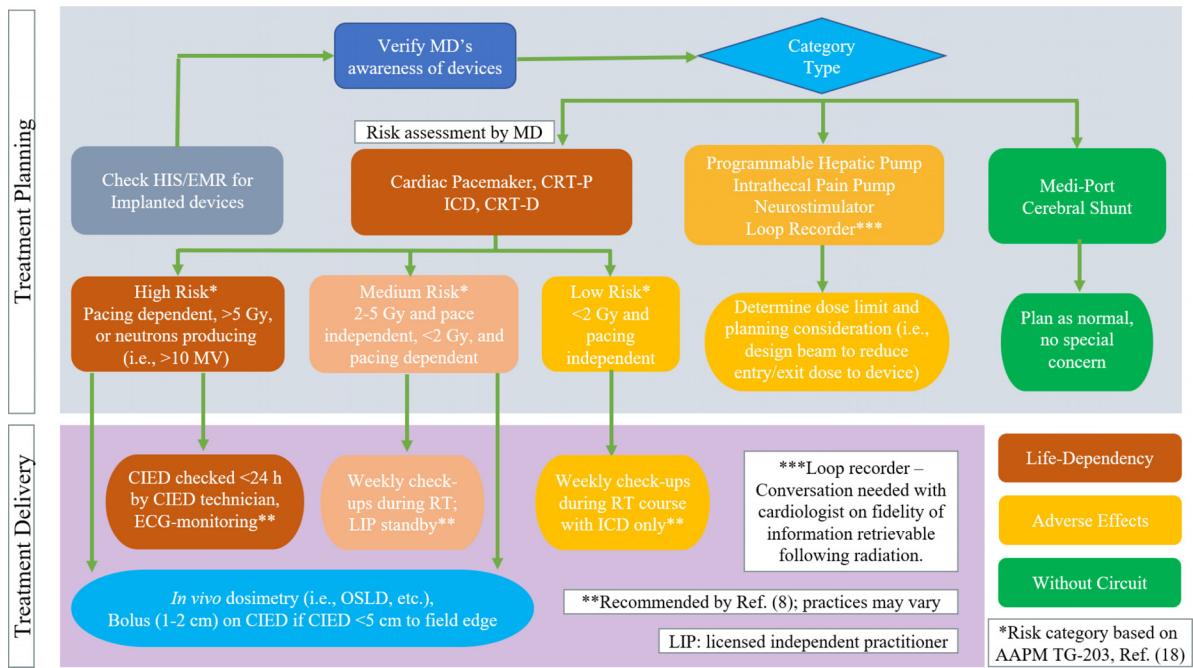 Treatment Planning
Verify MD's
awareness of devices
Category
Type
Risk assessment by MD
Check HIS/EMR for
Implanted devices
Cardiac Pacemaker, CRT-P
ICD, CRT-D
Programmable Hepatic Pump
Intrathecal Pain Pump
Neurostimulator
Loop Recorder***
Medi-Port
Cerebral Shunt
High Risk*
Pacing dependent, >5 Gy,
or neutrons producing
(i.e., >10 MV)
Medium Risk*
2-5 Gy and pace
independent, <2 Gy, and
pacing dependent
Low Risk*
<2 Gy and
pacing
independent
Determine dose limit and
planning consideration (i.e.,
design beam to reduce
entry/exit dose to device)
Plan as normal,
no special
concern
Treatment Delivery
CIED checked <24 h
by CIED technician,
ECG-monitoring**
Weekly check-
ups during RT;
LIP standby**
Weekly check-ups
during RT course
with ICD only**
***Loop recorder –
Conversation needed with
cardiologist on fidelity of
information retrievable
following radiation.
In vivo dosimetry (i.e., OSLD, etc.),
Bolus (1-2 cm) on CIED if CIED <5 cm to field edge
**Recommended by Ref. (8); practices may vary
LIP: licensed independent practitioner
Life-Dependency
Adverse Effects
Without Circuit
*Risk category based on
AAPM TG-203, Ref. (18)